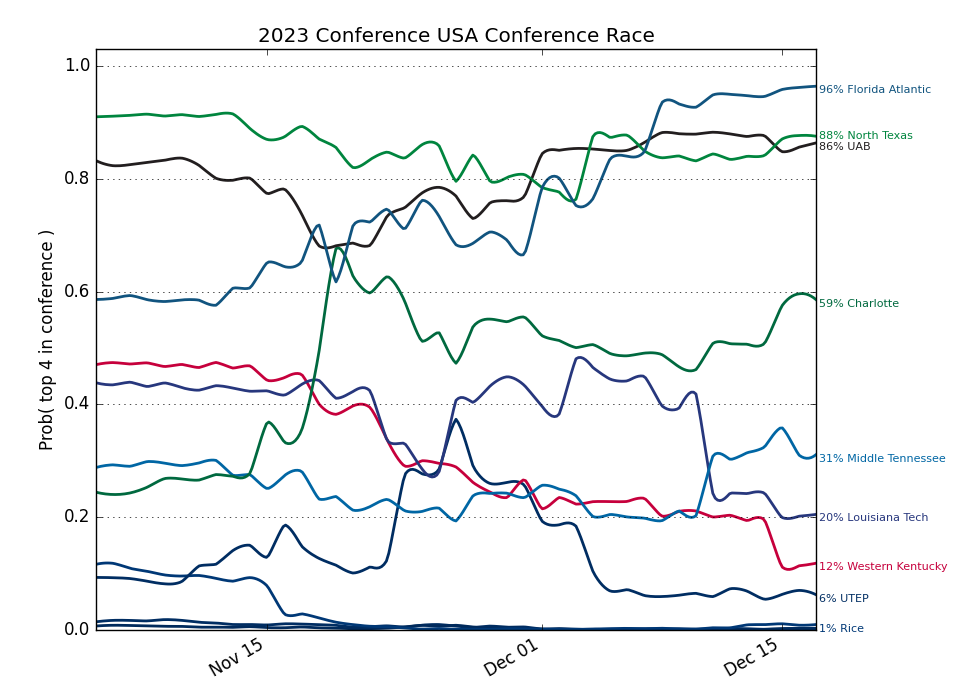 2023 Conference USA Conference Race
Prob( top 4 in conference )
1.0
0.8
0.6
0.4
0.2
0.0
Nov 15
Dec 01
Dec 15
96% Florida Atlantic
88% North Texas
86% UAB
59% Charlotte
31% Middle Tennessee
20% Louisiana Tech
12% Western Kentucky
6% UTEP
1% Rice